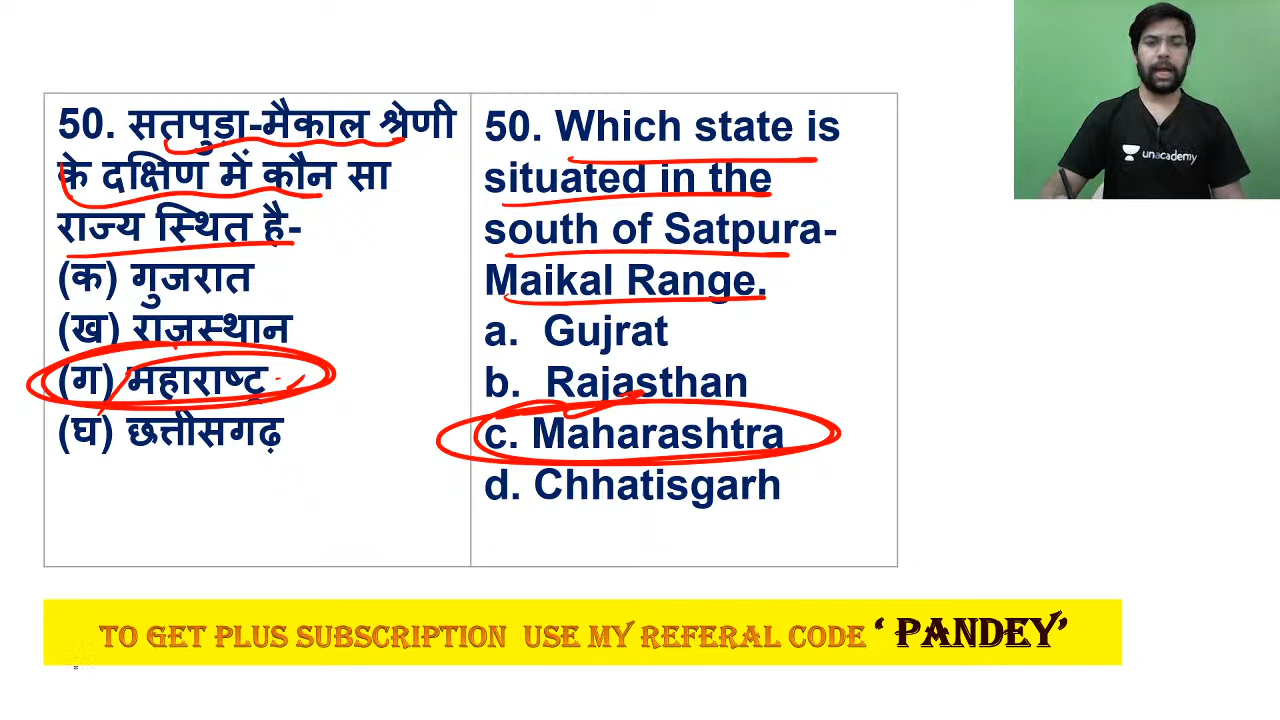 50. सतपुड़ा-मैकाल श्रेणी
के दक्षिण में कौन सा
राज्य स्थित है-
(क) गुजरात
(ख) राजस्थान
(ग) महाराष्ट्र
(घ) छत्तीसगढ़
50. Which state is
situated in the
south of Satpura-
Maikal Range.
a. Gujrat
b. Rajasthan
c. Maharashtra
d. Chhatisgarh
unacademy
TO GET PLUS SUBSCRIPTION USE MY REFERAL CODE ‘ PANDEY’